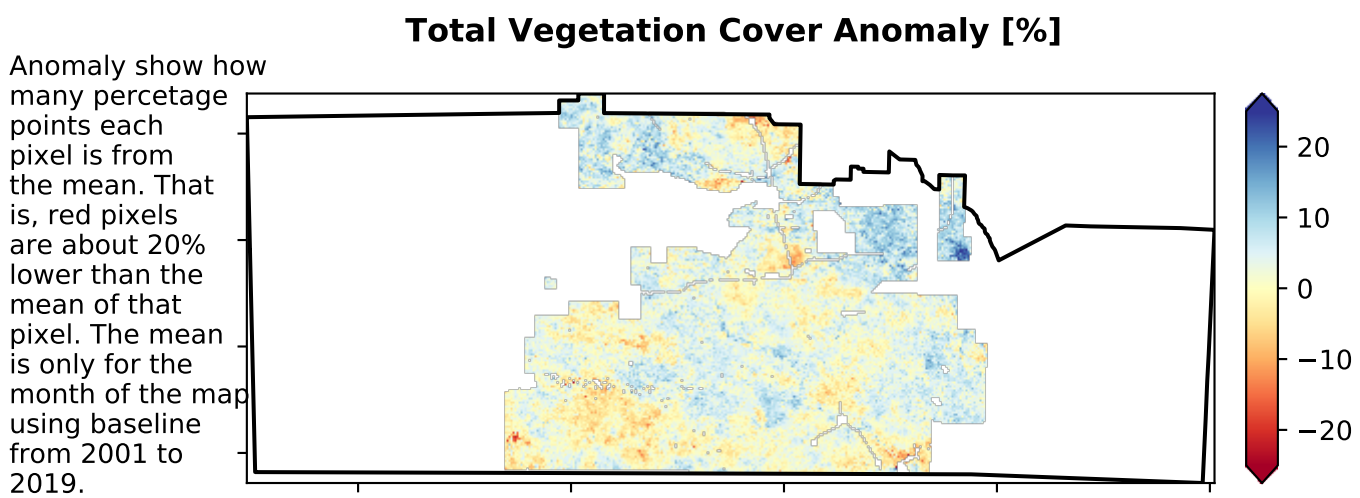 Total Vegetation Cover Anomaly [%]
Anomaly show how
many percetage
points each
pixel is from
the mean. That
is, red pixels
are about 20%
lower than the
mean of that
pixel. The mean
is only for the
month of the map
using baseline
from 2001 to
2019.
20
10
0
−10
−20